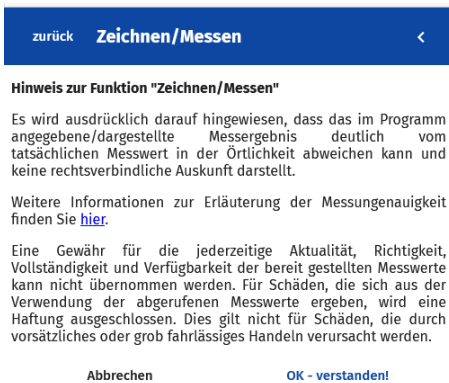 zurück Zeichnen/Messen
Hinweis zur Funktion "Zeichnen/Messen"
Es wird ausdrücklich darauf hingewiesen, dass das im Programm
angegebene/dargestellte Messergebnis deutlich vom
tatsächlichen Messwert in der Örtlichkeit abweichen kann und
keine rechtsverbindliche Auskunft darstellt.
Weitere Informationen zur Erläuterung der Messungenauigkeit
finden Sie hier.
Eine Gewähr für die jederzeitige Aktualität, Richtigkeit,
Vollständigkeit und Verfügbarkeit der bereit gestellten Messwerte
kann nicht übernommen werden. Für Schäden, die sich aus der
Verwendung der abgerufenen Messwerte ergeben, wird eine
Haftung ausgeschlossen. Dies gilt nicht für Schäden, die durch
vorsätzliches oder grob fahrlässiges Handeln verursacht werden.
Abbrechen OK - verstanden!